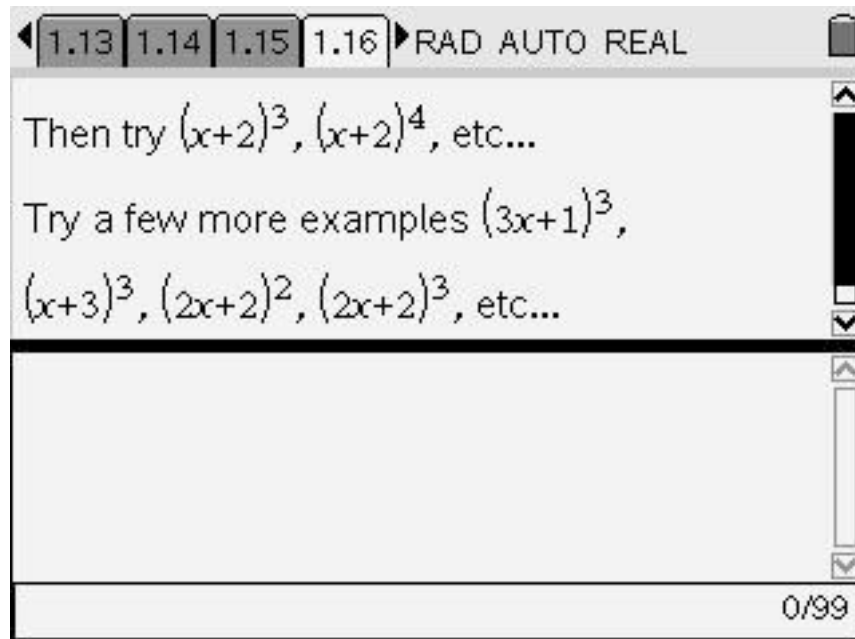 1.13 1.14 1.15 1.16 RAD AUTO REAL
Then try (x+2)³, (x+2)⁴, etc...
Try a few more examples (3x+1)³,
(x+3)³, (2x+2)², (2x+2)³, etc...
0/99